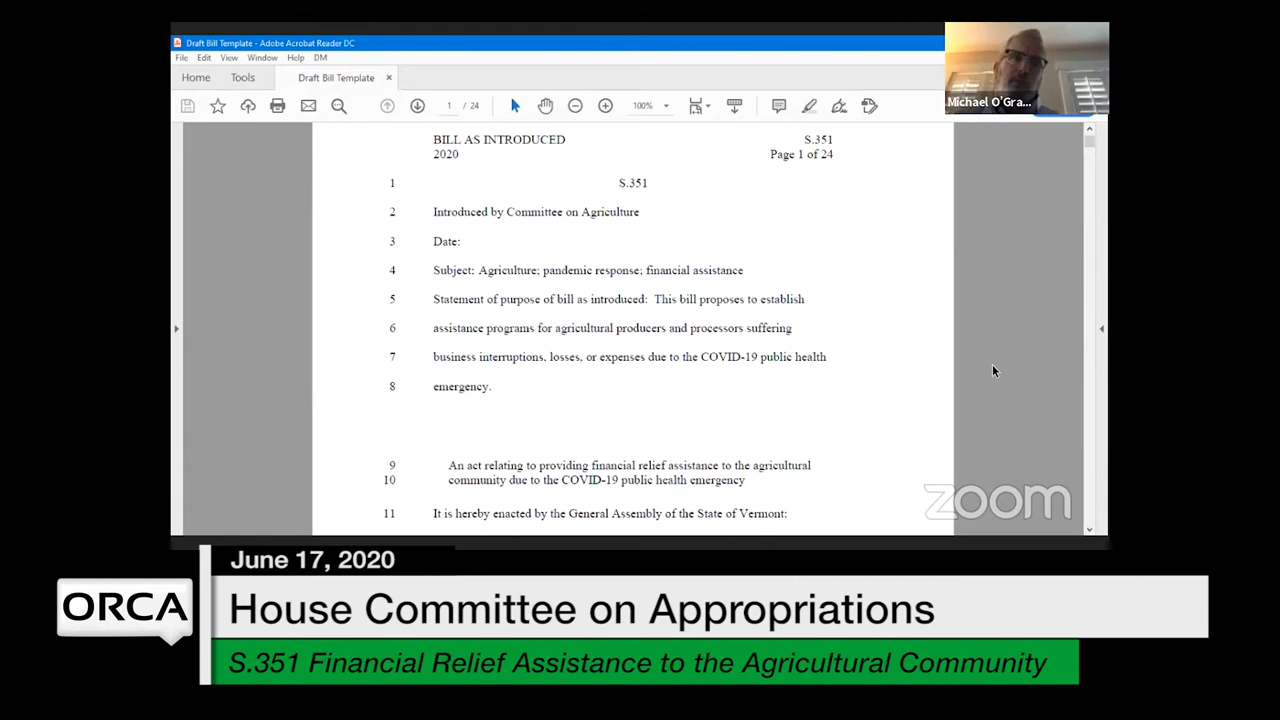 Draft Bill Template - Adobe Acrobat Reader DC
File Edit View Window Help DM
Home Tools Draft Bill Template ×
1 / 24 100%
Michael O'Gra...
BILL AS INTRODUCED S.351
2020 Page 1 of 24
1 S.351
2 Introduced by Committee on Agriculture
3 Date:
4 Subject: Agriculture; pandemic response; financial assistance
5 Statement of purpose of bill as introduced: This bill proposes to establish
6 assistance programs for agricultural producers and processors suffering
7 business interruptions, losses, or expenses due to the COVID-19 public health
8 emergency.
9 An act relating to providing financial relief assistance to the agricultural
10 community due to the COVID-19 public health emergency
11 It is hereby enacted by the General Assembly of the State of Vermont:
zoom
June 17, 2020
ORCA
House Committee on Appropriations
S.351 Financial Relief Assistance to the Agricultural Community